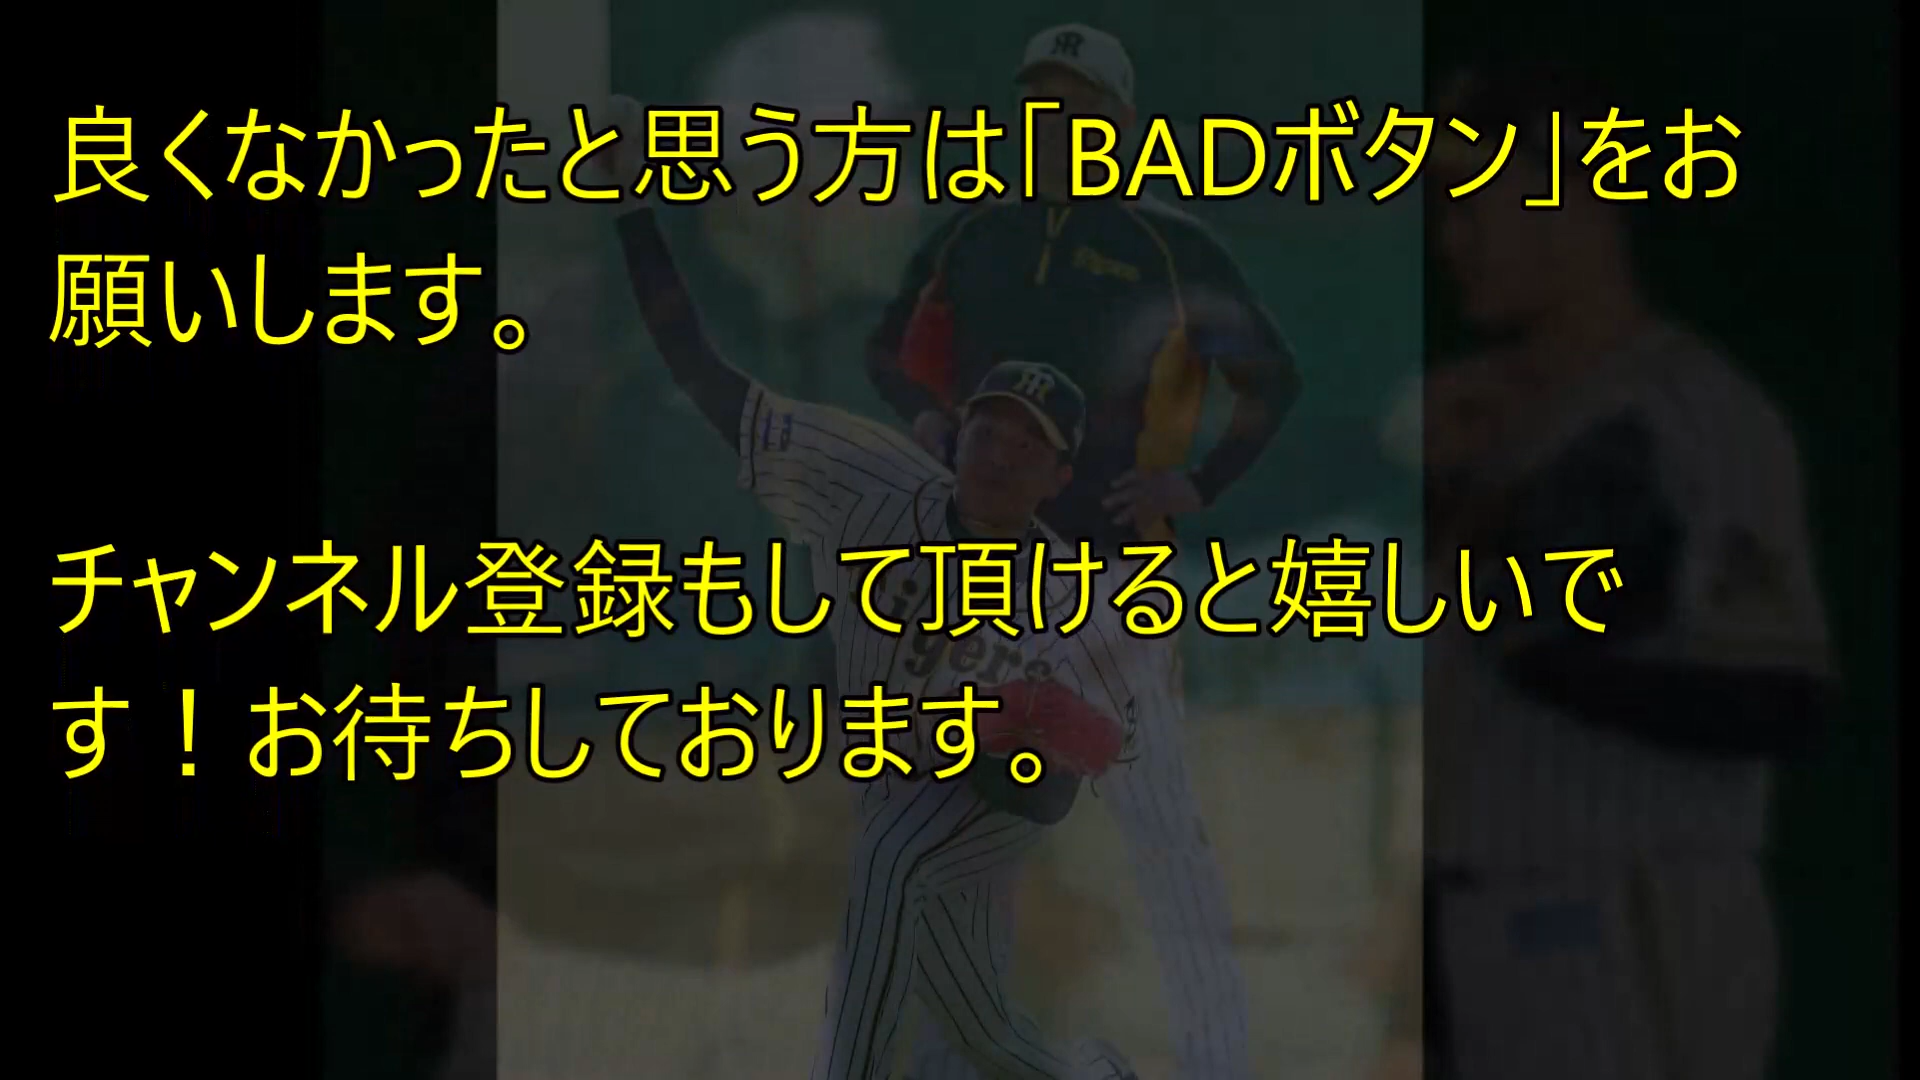 良くなかったと思う方は「BADボタン」をお
願いします。
チャンネル登録もして頂けると嬉しいで
す！お待ちしております。